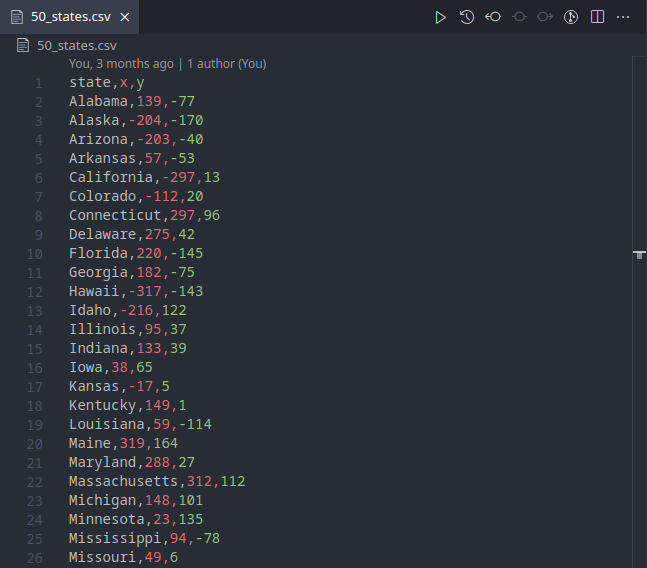 50_states.csv
50_states.csv
You, 3 months ago | 1 author (You)
1 state,x,y
2 Alabama,139,-77
3 Alaska,-204,-170
4 Arizona,-203,-40
5 Arkansas,57,-53
6 California,-297,13
7 Colorado,-112,20
8 Connecticut,297,96
9 Delaware,275,42
10 Florida,220,-145
11 Georgia,182,-75
12 Hawaii,-317,-143
13 Idaho,-216,122
14 Illinois,95,37
15 Indiana,133,39
16 Iowa,38,65
17 Kansas,-17,5
18 Kentucky,149,1
19 Louisiana,59,-114
20 Maine,319,164
21 Maryland,288,27
22 Massachusetts,312,112
23 Michigan,148,101
24 Minnesota,23,135
25 Mississippi,94,-78
26 Missouri,49,6